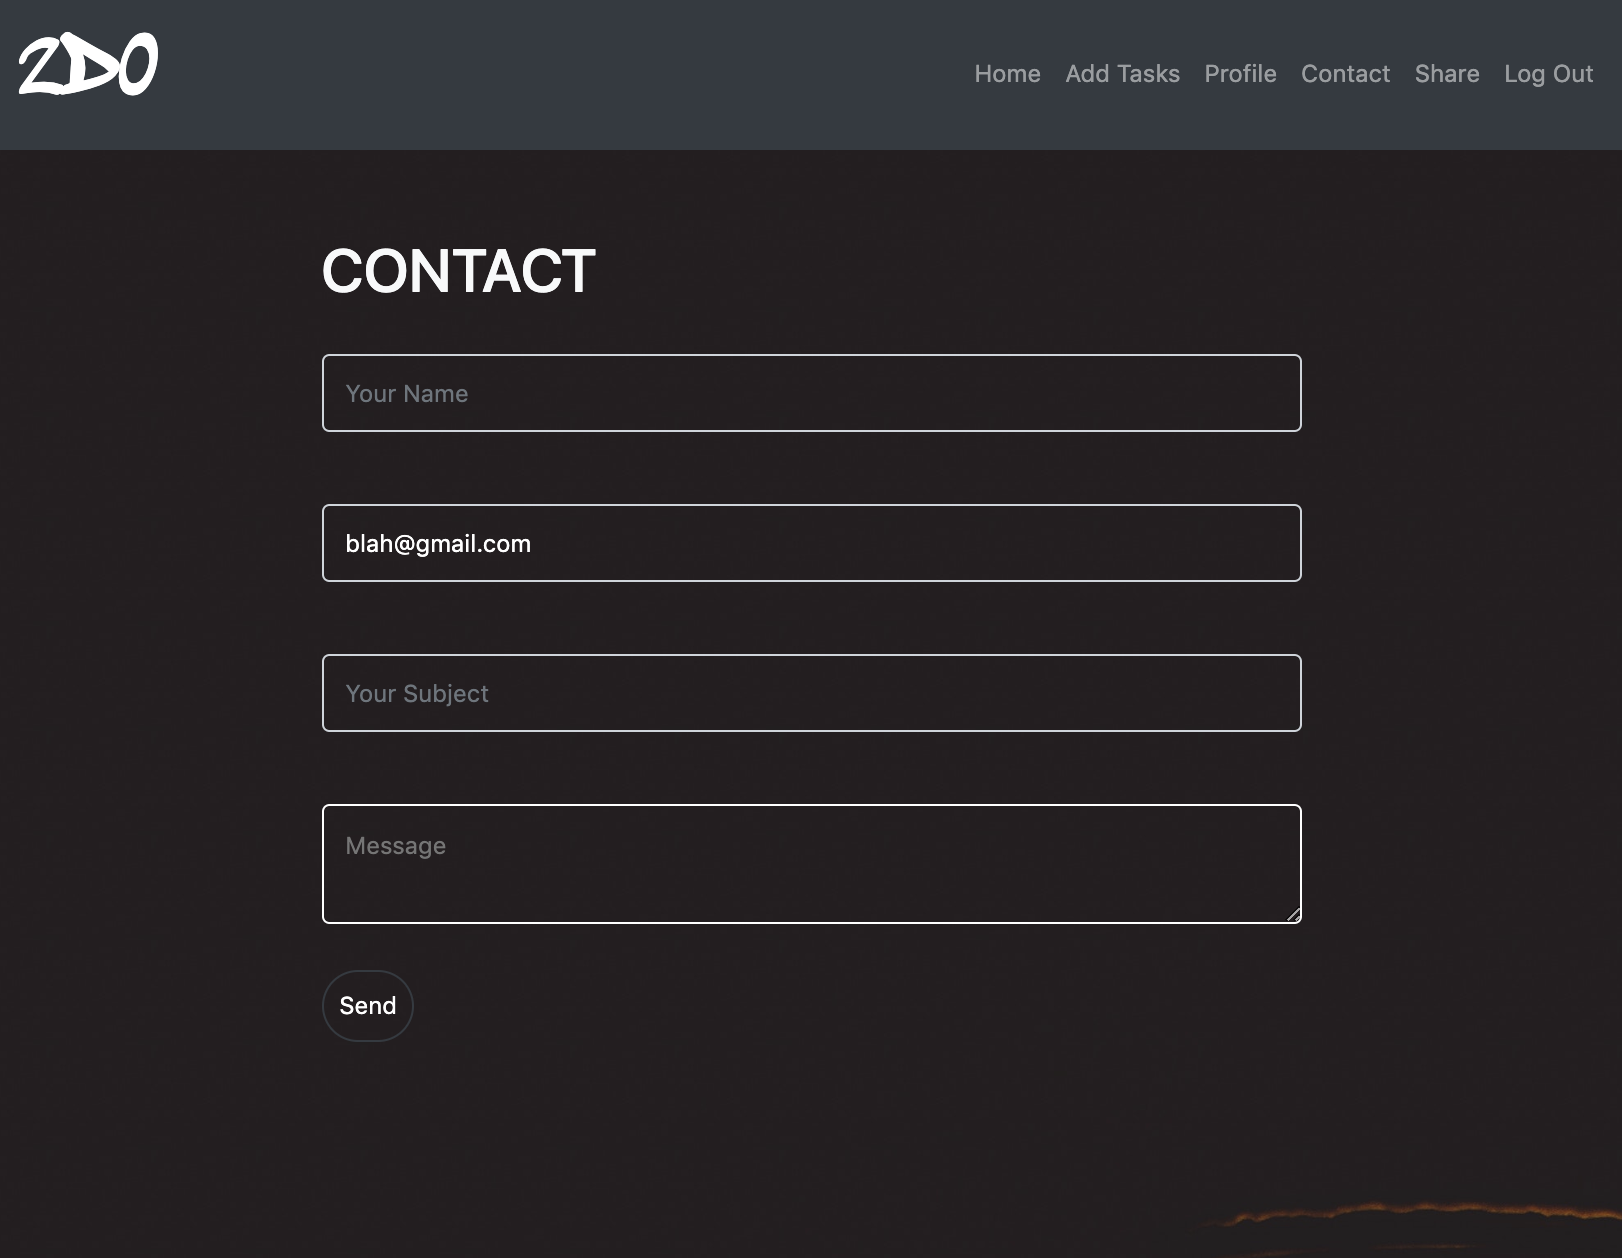 2DO
Home Add Tasks Profile Contact Share Log Out
CONTACT
Your Name
blah@gmail.com
Your Subject
Message
Send